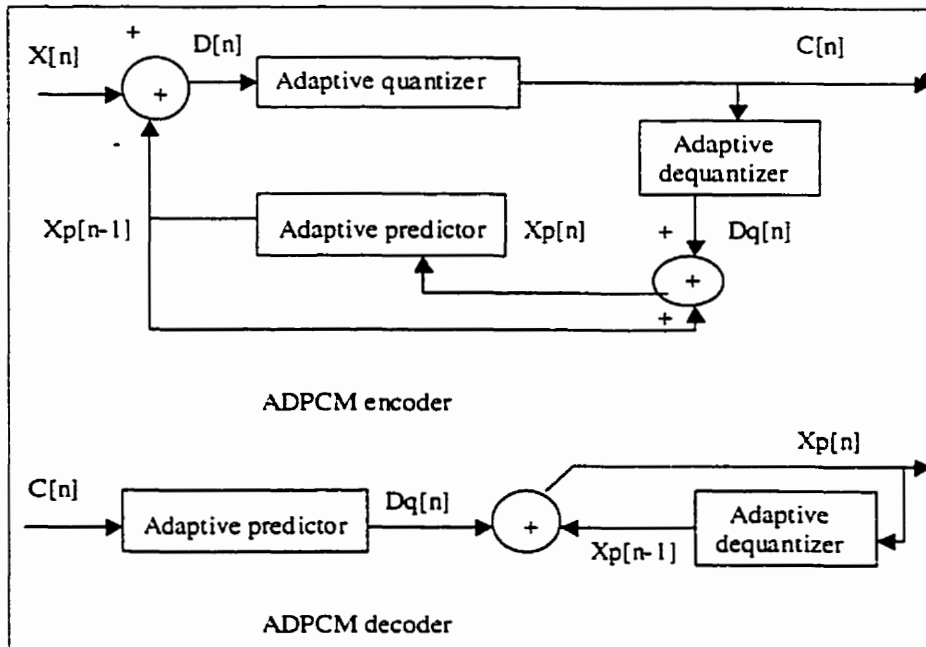 +
X[n]
D[n]
C[n]
Adaptive quantizer
+
-
Adaptive
dequantizer
Xp[n-1]
Adaptive predictor
Xp[n]
+
Dq[n]
+
+
ADPCM encoder
Xp[n]
C[n]
Dq[n]
Adaptive predictor
+
Xp[n-1]
Adaptive
dequantizer
ADPCM decoder